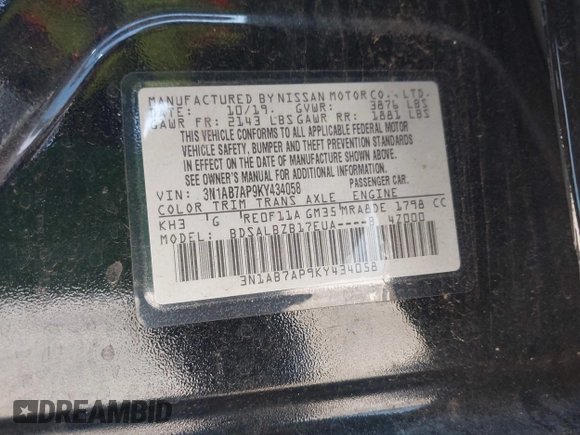 MANUFACTURED BY NISSAN MOTOR CO., LTD.
DATE: 10/19 GVWR: 3876 LBS
GAWR FR: 2143 LBS GAWR RR: 1881 LBS
THIS VEHICLE CONFORMS TO ALL APPLICABLE FEDERAL MOTOR
VEHICLE SAFETY, BUMPER, AND THEFT PREVENTION STANDARDS
IN EFFECT ON THE DATE OF MANUFACTURE SHOWN ABOVE.
SEE OWNER'S MANUAL FOR ADDITIONAL INFORMATION.
VIN: 3N1AB7AP9KY434058 PASSENGER CAR
COLOR TRIM TRANS AXLE ENGINE
KH3 'G RE0F11A GM35 MRA8DE 1798 CC
MODEL: BDSALBZB17EUA----B 4Z000
3N1AB7AP9KY434058
DREAMBID